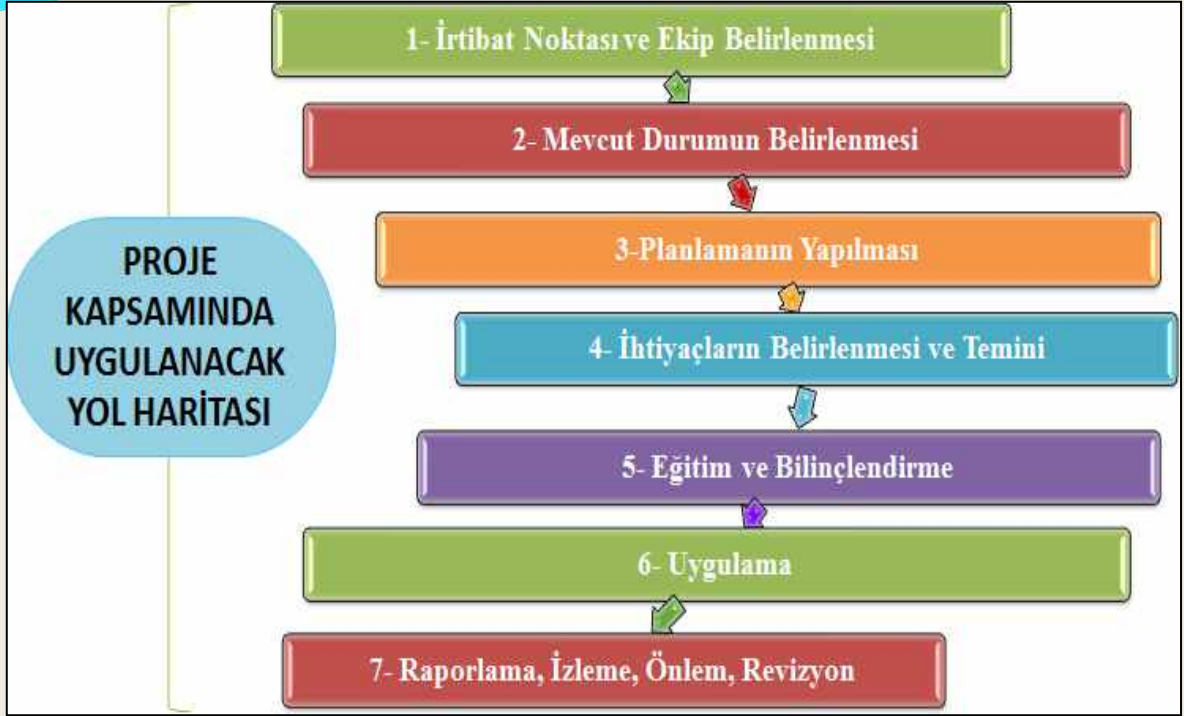 1- İrtibat Noktası ve Ekip Belirlenmesi
2- Mevcut Durumun Belirlenmesi
3-Planlamanın Yapılması
4- İhtiyaçların Belirlenmesi ve Temini
5- Eğitim ve Bilinçlendirme
6- Uygulama
7- Raporlama, İzleme, Önlem, Revizyon
PROJE
KAPSAMINDA
UYGULANACAK
YOL HARİTASI